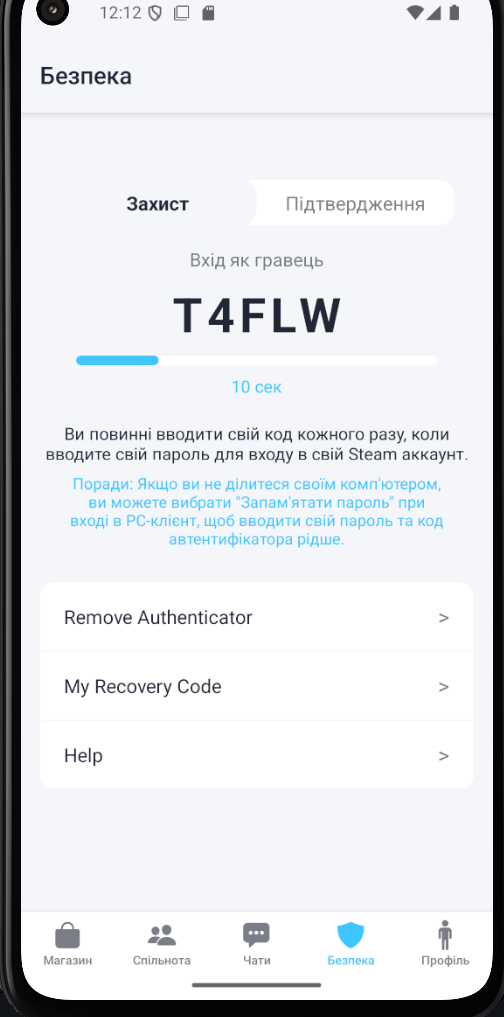 12:12
Безпека
Захист
Підтвердження
Вхід як гравець
T4FLW
10 сек
Ви повинні вводити свій код кожного разу, коли
вводите свій пароль для входу в свій Steam аккаунт.
Поради: Якщо ви не ділитеся своїм комп'ютером,
ви можете вибрати "Запам'ятати пароль" при
вході в PC-клієнт, щоб вводити свій пароль та код
автентифікатора рідше.
Remove Authenticator >
My Recovery Code >
Help >
Магазин Спільнота Чати Безпека Профіль